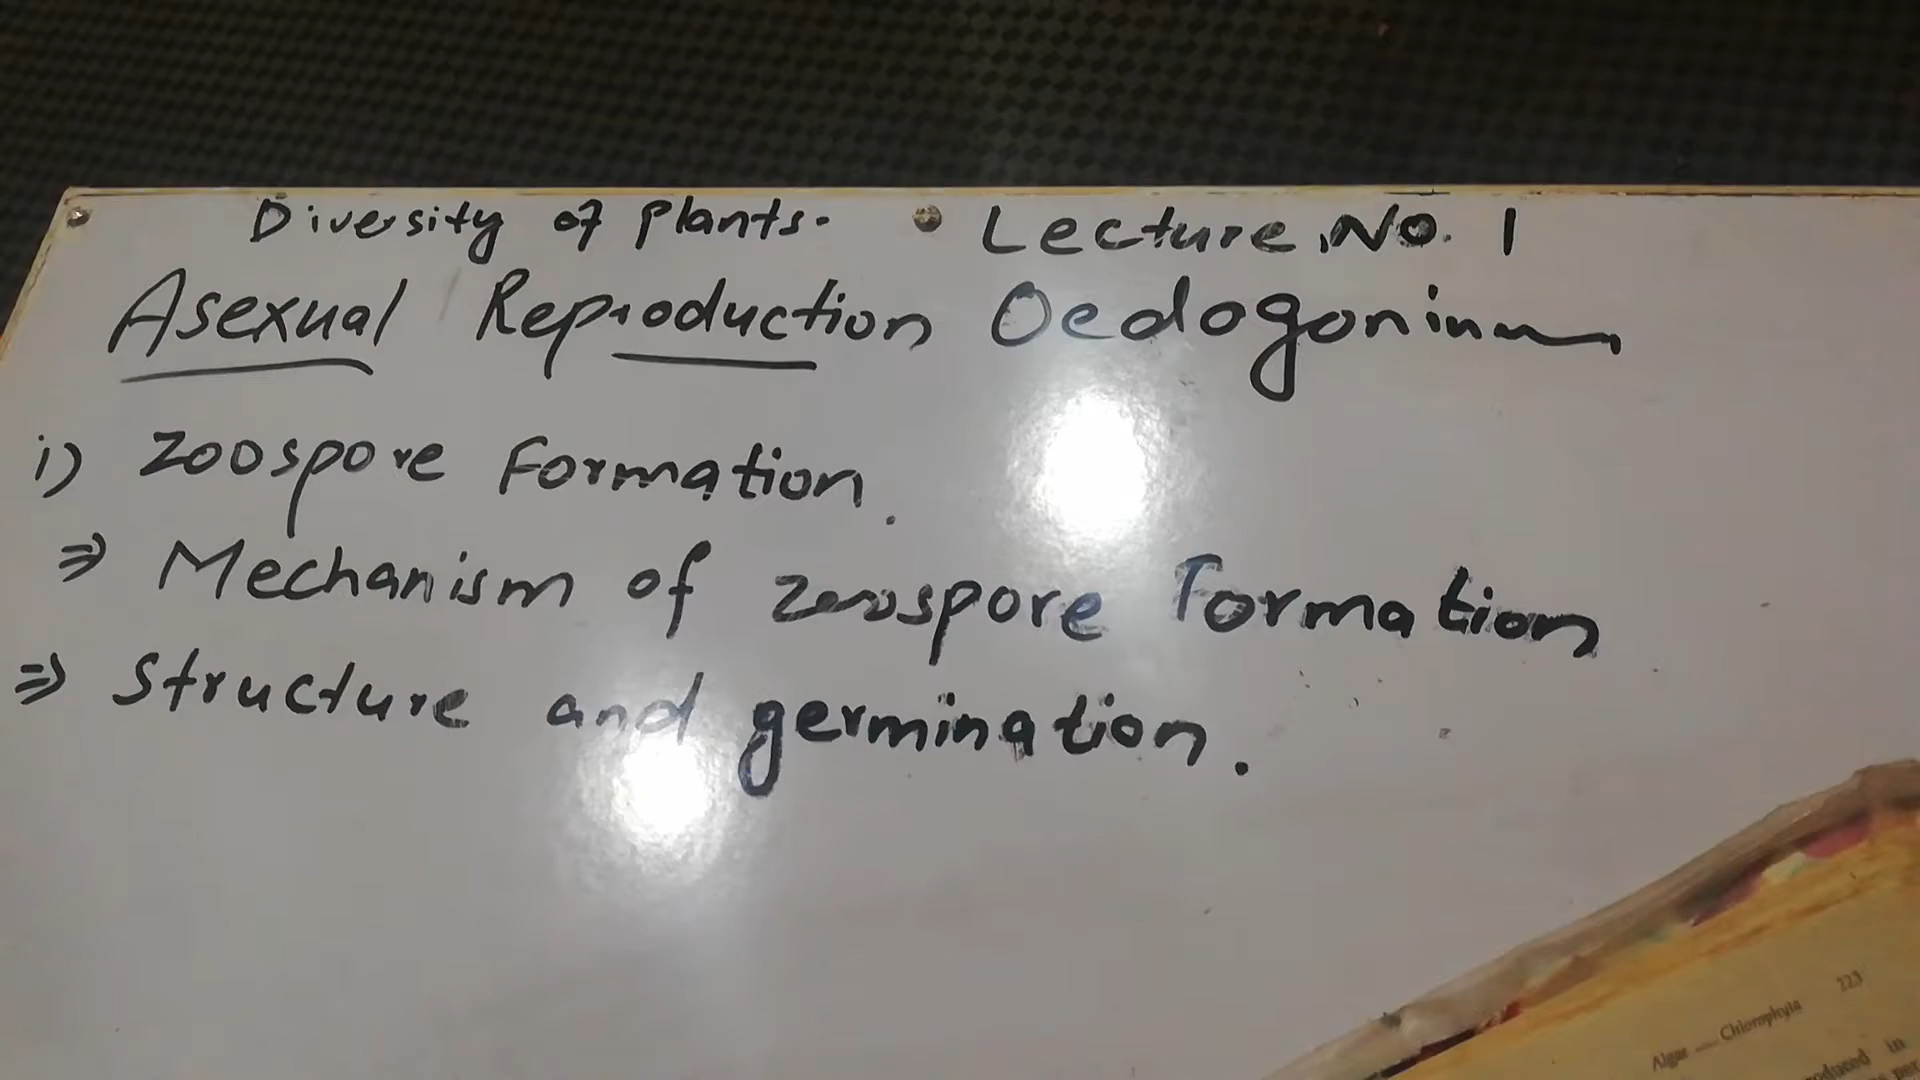 Diversity of Plants. Lecture No. 1
Asexual Reproduction Oedogonium
i) Zoospore Formation.
⇒ Mechanism of Zoospore Formation
⇒ Structure and germination.
Algae — Chlorophyta 223
in